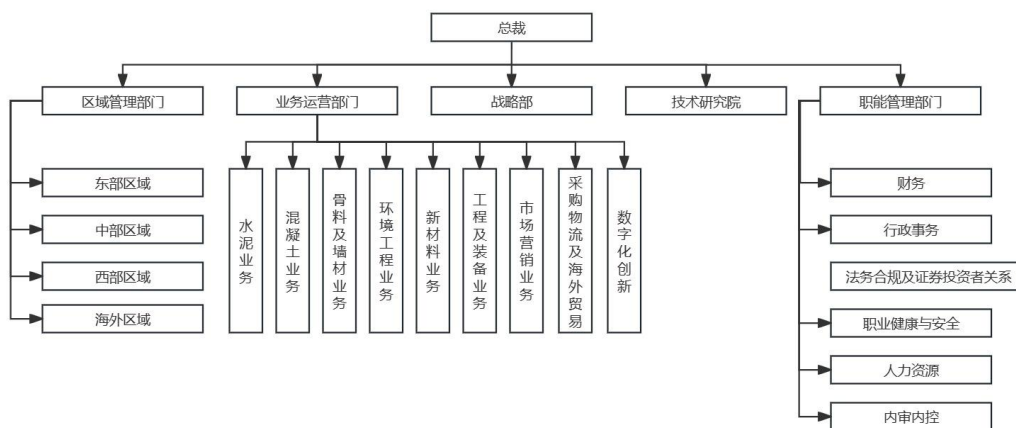 总裁
区域管理部门
业务运营部门
战略部
技术研究院
职能管理部门
东部区域
中部区域
西部区域
海外区域
水泥业务
混凝土业务
骨料及墙材业务
环境工程业务
新材料业务
工程及装备业务
市场营销业务
采购物流及海外贸易
数字化创新
财务
行政事务
法务合规及证券投资者关系
职业健康与安全
人力资源
内审内控